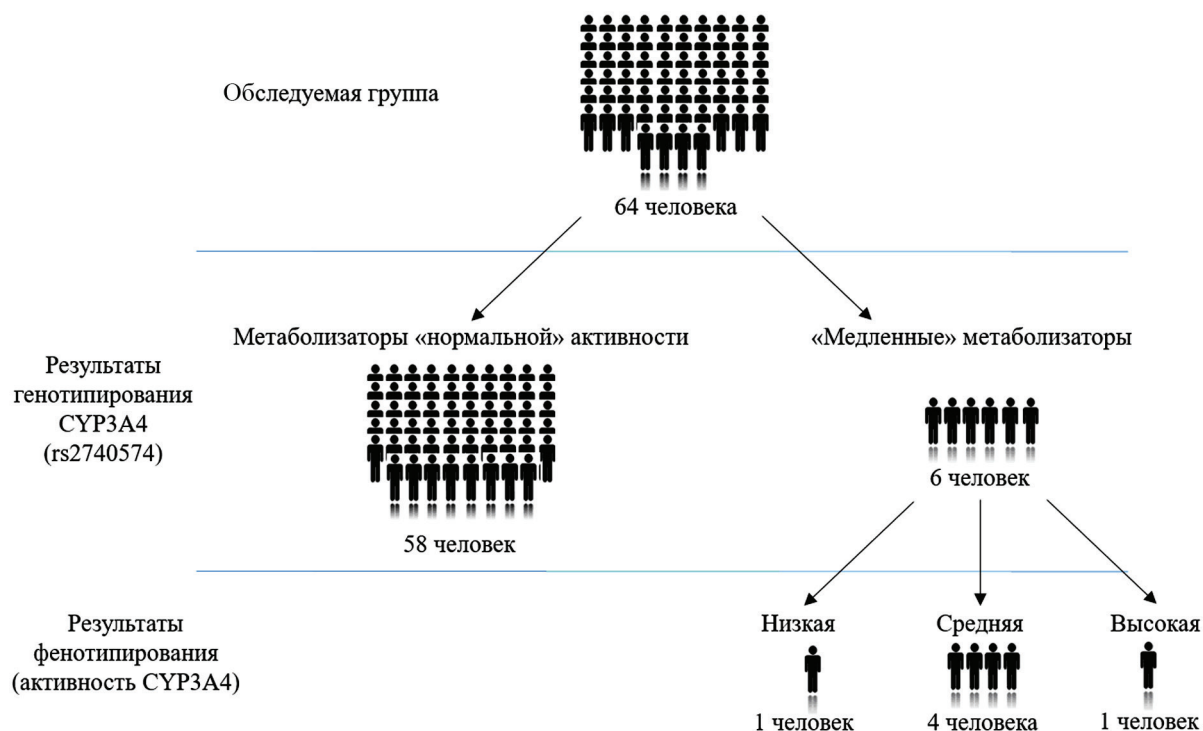 Обследуемая группа
64 человека
Метаболизаторы «нормальной» активности
«Медленные» метаболизаторы
Результаты
генотипирования
CYP3A4
(rs2740574)
58 человек
6 человек
Результаты
фенотипирования
(активность CYP3A4)
Низкая
Средняя
Высокая
1 человек
4 человека
1 человек